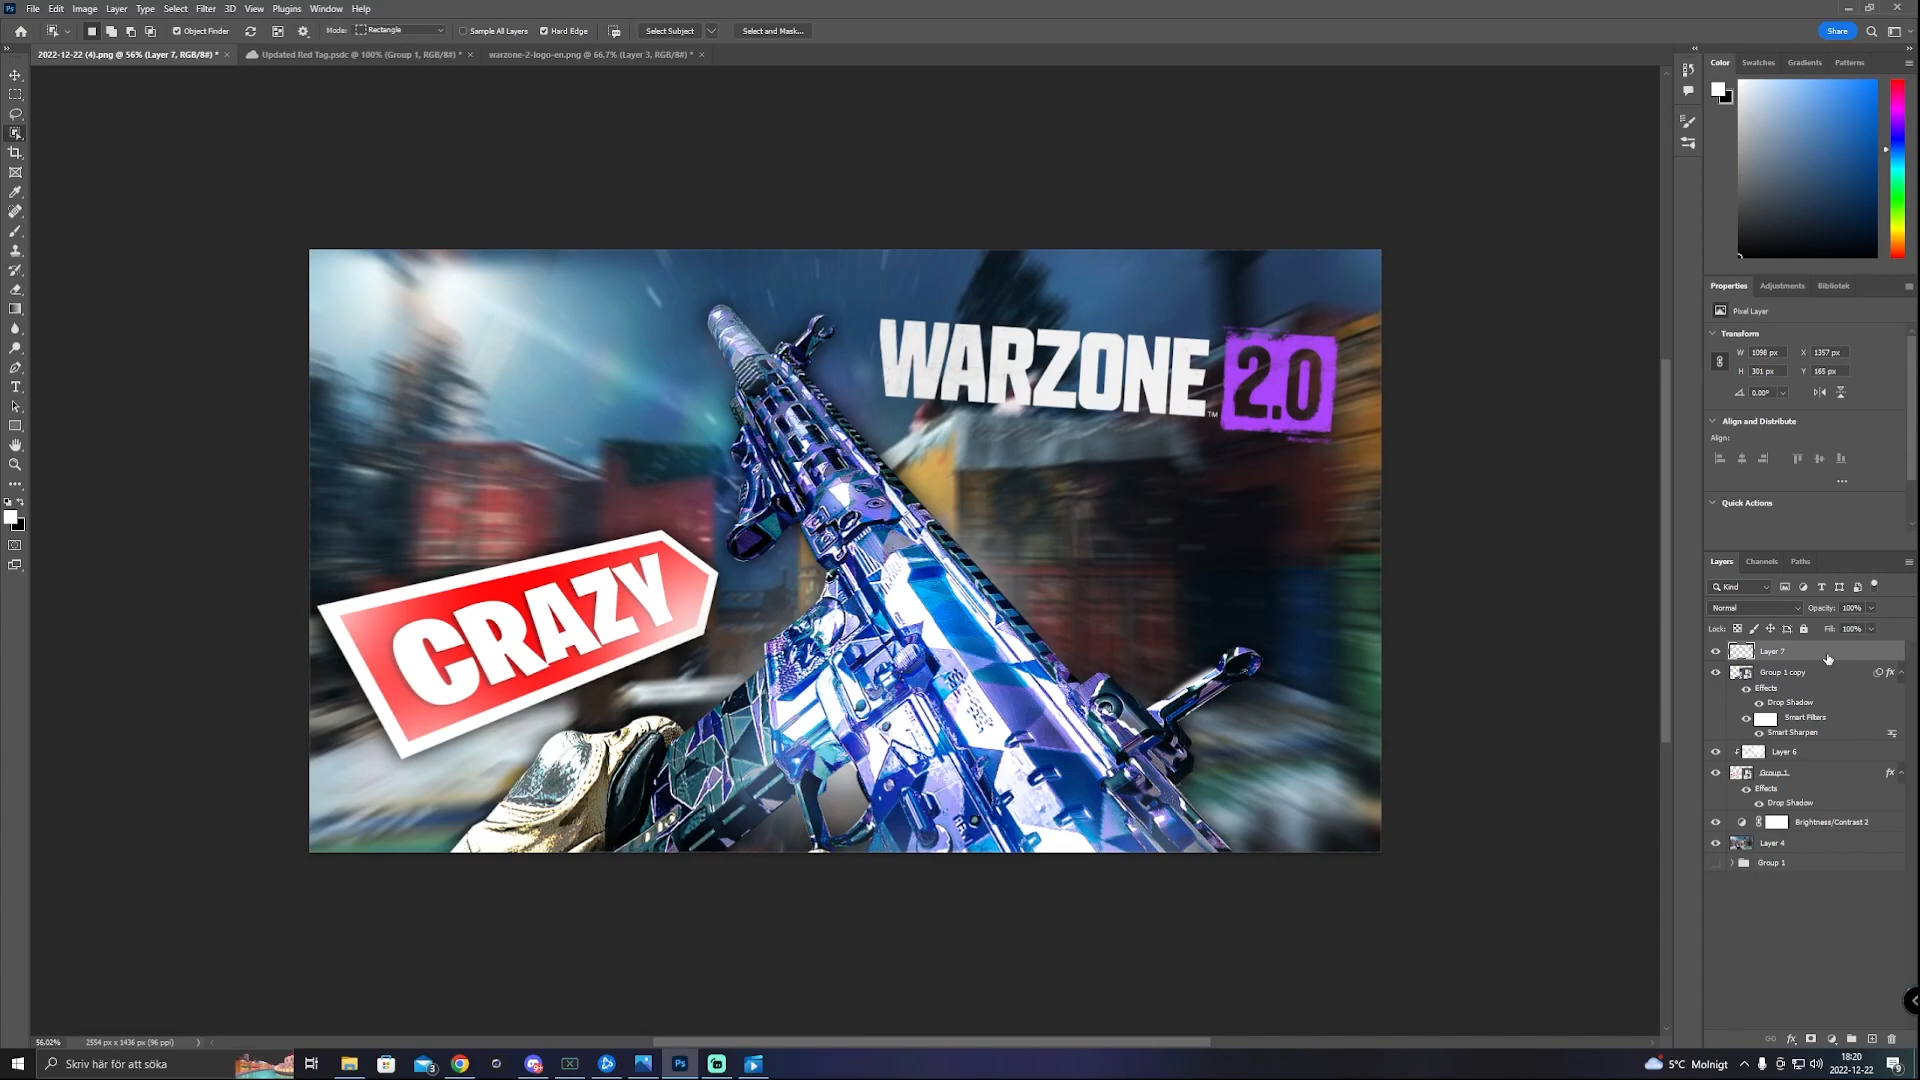 Ps File Edit Image Layer Type Select Filter 3D View Plugins Window Help
Object Finder Mode: Rectangle Sample All Layers Hard Edge Select Subject Select and Mask... Share
2022-12-22 (4).png @ 56% (Layer 7, RGB/8#) * × Updated Red Tag.psdc @ 100% (Group 1, RGB/8#) * × warzone-2-logo-en.png @ 66,7% (Layer 3, RGB/8#) * ×
Color Swatches Gradients Patterns
WARZONE™ 2.0
CRAZY
Properties Adjustments Bibliotek
Pixel Layer
Transform
W 1098 px X 1357 px
H 301 px Y 165 px
0,00°
Align and Distribute
Align:
Quick Actions
Layers Channels Paths
Kind
Normal Opacity: 100%
Lock: Fill: 100%
Layer 7
Group 1 copy fx
Effects
Drop Shadow
Smart Filters
Smart Sharpen
Layer 6
Group 1 fx
Effects
Drop Shadow
Brightness/Contrast 2
Layer 4
Group 1
56,02% 2554 px x 1436 px (96 ppi)
Skriv här för att söka
5°C Molnigt
18:20
2022-12-22